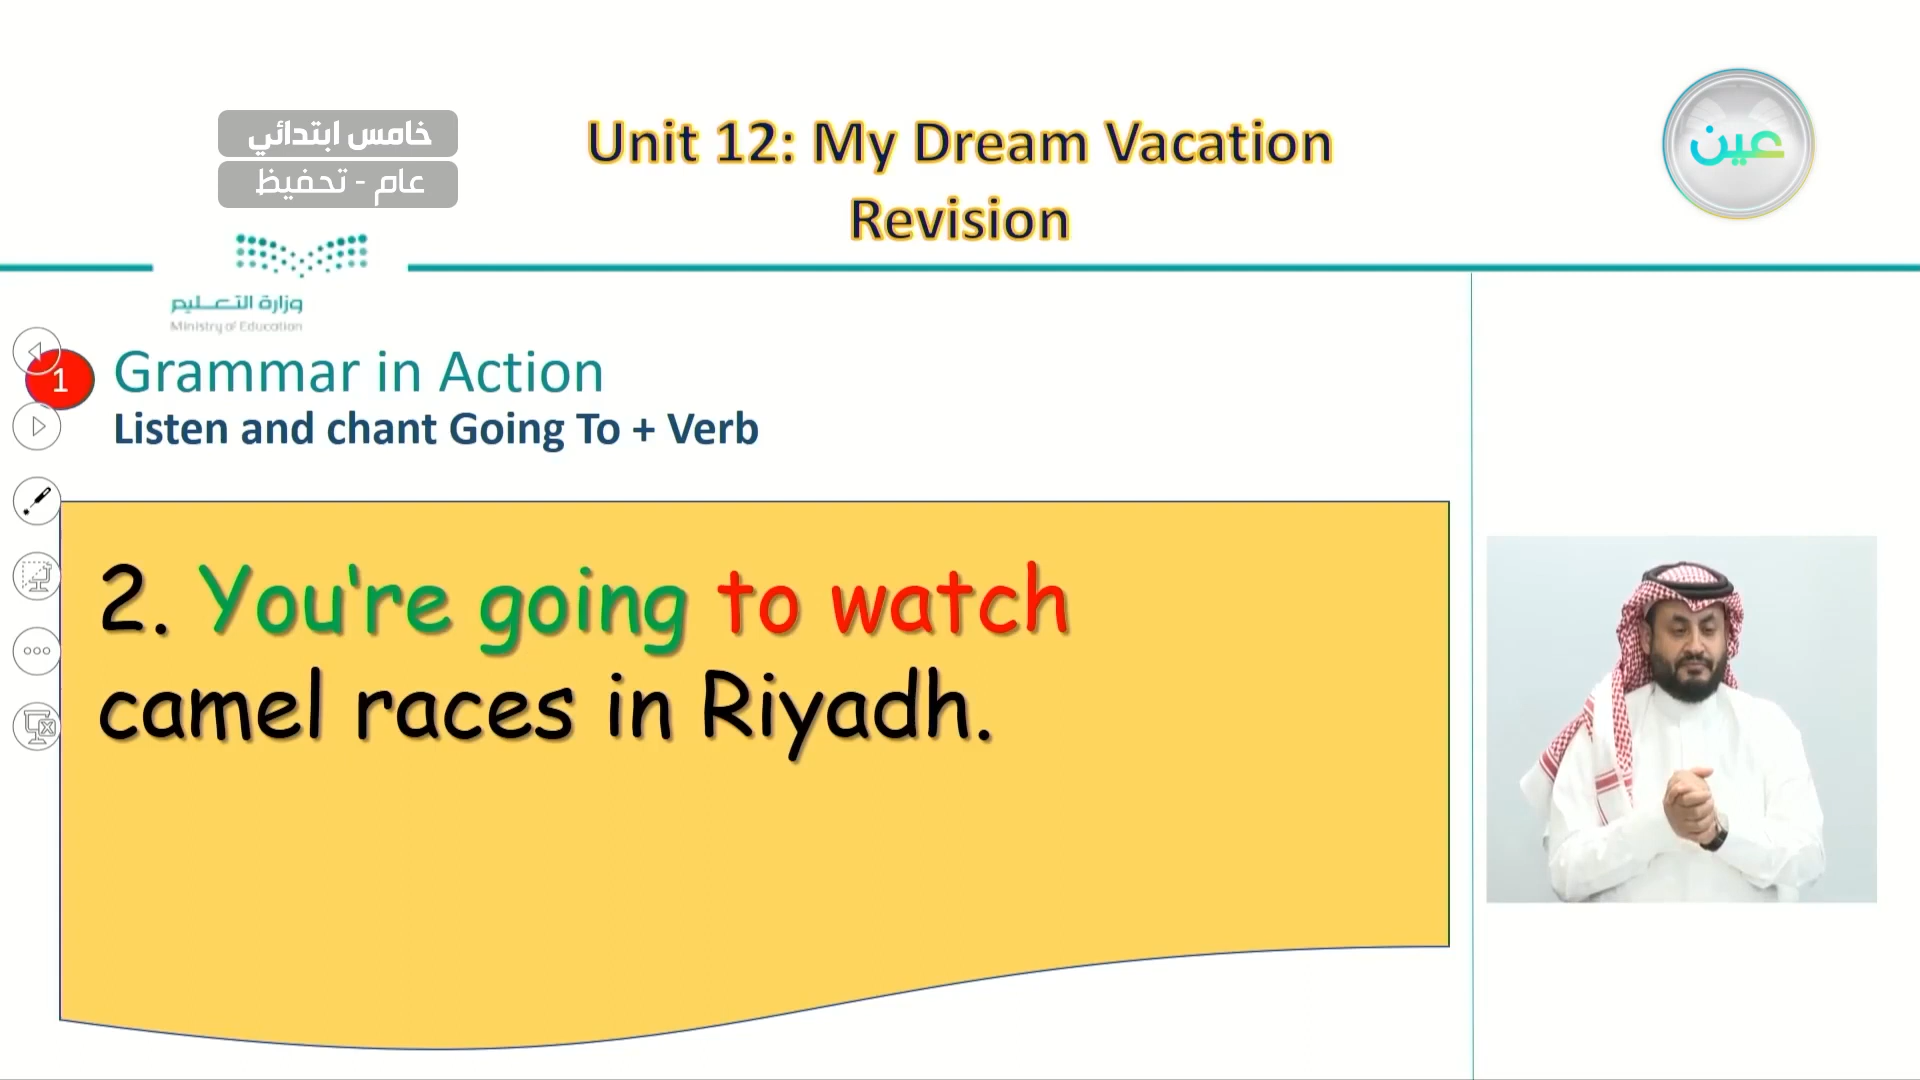 خامس ابتدائي
عام - تحفيظ
Unit 12: My Dream Vacation
Revision
عين
وزارة التعليم
Ministry of Education
1
Grammar in Action
Listen and chant Going To + Verb
2. You're going to watch
camel races in Riyadh.